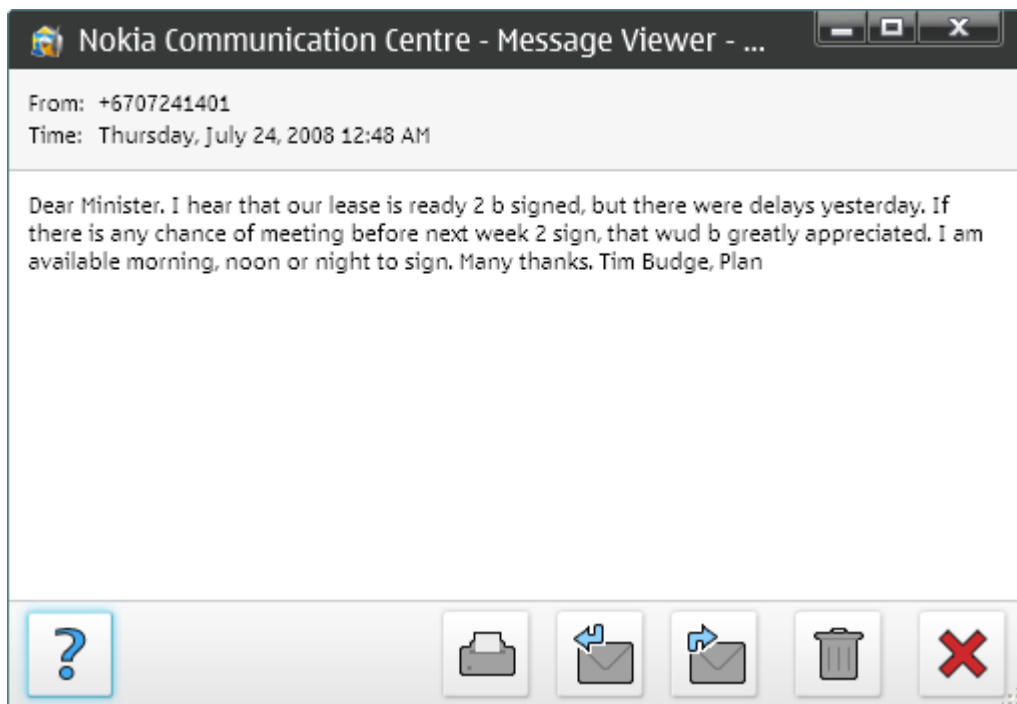 Nokia Communication Centre - Message Viewer - ...
From: +6707241401
Time: Thursday, July 24, 2008 12:48 AM
Dear Minister. I hear that our lease is ready 2 b signed, but there were delays yesterday. If
there is any chance of meeting before next week 2 sign, that wud b greatly appreciated. I am
available morning, noon or night to sign. Many thanks. Tim Budge, Plan